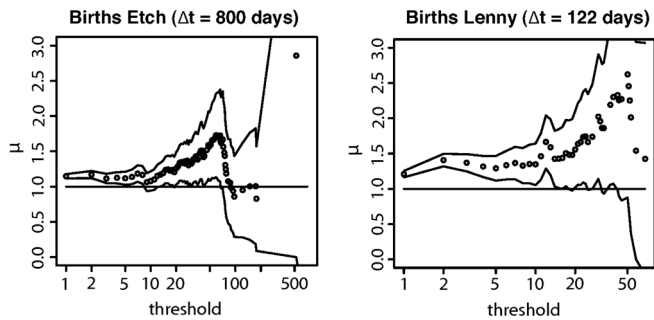 Births Etch (Δt = 800 days)
μ
3.0
2.5
2.0
1.5
1.0
0.5
0.0
1 2 5 10 20 100 500
threshold
Births Lenny (Δt = 122 days)
μ
3.0
2.5
2.0
1.5
1.0
0.5
0.0
1 2 5 10 20 50
threshold